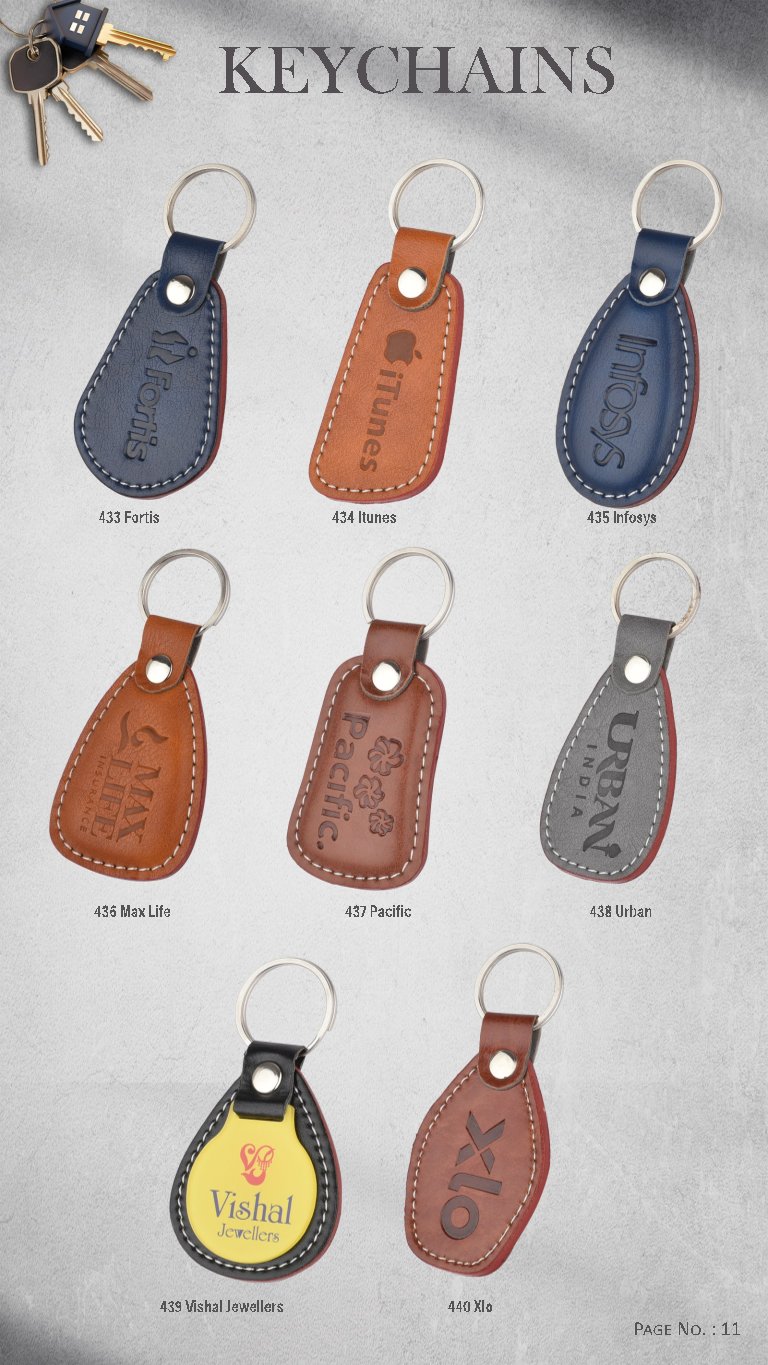 KEYCHAINS
Fortis
iTunes
Infosys
433 Fortis
434 Itunes
435 Infosys
MAX
LIFE
INSURANCE
pacific.
URBAN
INDIA
436 Max Life
437 Pacific
438 Urban
Vishal
Jewellers
xlo
439 Vishal Jewellers
440 Xlo
PAGE NO. : 11